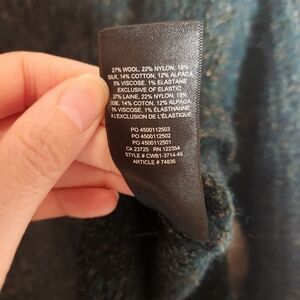 27% WOOL, 22% NYLON, 19%
SILK, 14% COTTON, 12% ALPACA,
5% VISCOSE, 1% ELASTANE
EXCLUSIVE OF ELASTIC
27% LAINE, 22% NYLON, 19%
SOIE, 14% COTON, 12% ALPAGA,
5% VISCOSE, 1% ÉLASTHANNE
À L'EXCLUSION DE L'ÉLASTIQUE
PO 4500112503
PO 4500112502
PO 4500112501
CA 23725 RN 122354
STYLE # CWB1-3714-45
ARTICLE # 74836